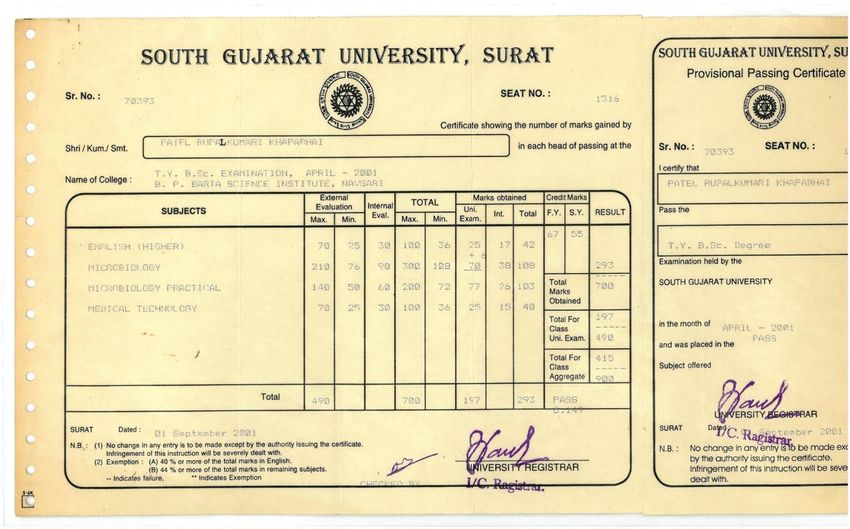 SOUTH GUJARAT UNIVERSITY, SURAT
Sr. No. : 70393
SEAT NO. : 1316
Certificate showing the number of marks gained by
Shri / Kum./ Smt. PATEL RUPALKUMARI KHAPABHAI in each head of passing at the
T.Y. B.Sc. EXAMINATION, APRIL - 2001
Name of College : B. P. BARIA SCIENCE INSTITUTE, NAVSARI
SUBJECTS External Evaluation Internal Eval. TOTAL Marks obtained Credit Marks RESULT
Max. Min. Max. Min. Uni. Exam. Int. Total F.Y. S.Y.
67 55
ENGLISH (HIGHER) 70 25 30 100 36 25 17 42
+ 6
MICROBIOLOGY 210 76 90 300 108 70 38 108 293
MICROBIOLOGY PRACTICAL 140 50 60 200 72 77 26 103 Total Marks Obtained 700
MEDICAL TECHNOLOGY 70 25 30 100 36 25 15 40
Total For Class Uni. Exam. 197
490
Total For Class Aggregate 415
900
Total 490 700 197 293 PASS
0.149
SURAT Dated : 01 September 2001
N.B. : (1) No change in any entry is to be made except by the authority issuing the certificate.
Infringement of this instruction will be severely dealt with.
(2) Exemption : (A) 40 % or more of the total marks in English.
(B) 44 % or more of the total marks in remaining subjects.
-- Indicates failure, ** Indicates Exemption
CHECKED BY
UNIVERSITY REGISTRAR
I/C. Registrar.
SOUTH GUJARAT UNIVERSITY, SU
Provisional Passing Certificate
Sr. No. : 70393 SEAT NO. : 1
I certify that
PATEL RUPALKUMARI KHAPABHAI
Pass the
T.Y. B.Sc. Degree
Examination held by the
SOUTH GUJARAT UNIVERSITY
in the month of APRIL - 2001
and was placed in the PASS
Subject offered
UNIVERSITY REGISTRAR
I/C. Registrar.
SURAT Dated : 01 September 2001
N.B. : No change in any entry is to be made exc
by the authority issuing the certificate.
Infringement of this instruction will be seve
dealt with.